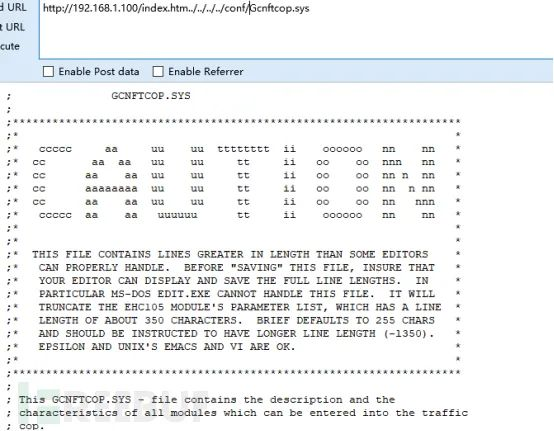 d URL
http://192.168.1.100/index.htm../../../../conf/Gcnftcop.sys
t URL
cute
Enable Post data Enable Referrer
; GCNFTCOP.SYS
;
;********************************************************************
;* *
;* ccccc aa uu uu tttttttt ii oooooo nn nn *
;* cc aa aa uu uu tt ii oo oo nnn nn *
;* cc aa aa uu uu tt ii oo oo nn n nn *
;* cc aaaaaaaa uu uu tt ii oo oo nn n nn *
;* cc aa aa uu uu tt ii oo oo nn nnn *
;* ccccc aa aa uuuuuu tt ii oooooo nn nn *
;* *
;* *
;* THIS FILE CONTAINS LINES GREATER IN LENGTH THAN SOME EDITORS *
;* CAN PROPERLY HANDLE. BEFORE "SAVING" THIS FILE, INSURE THAT *
;* YOUR EDITOR CAN DISPLAY AND SAVE THE FULL LINE LENGTHS. IN *
;* PARTICULAR MS-DOS EDIT.EXE CANNOT HANDLE THIS FILE. IT WILL *
;* TRUNCATE THE EHC105 MODULE'S PARAMETER LIST, WHICH HAS A LINE *
;* LENGTH OF ABOUT 350 CHARACTERS. BRIEF DEFAULTS TO 255 CHARS *
;* AND SHOULD BE INSTRUCTED TO HAVE LONGER LINE LENGTH (-1350). *
;* EPSILON AND UNIX'S EMACS AND VI ARE OK. *
;* *
;********************************************************************
;
; This GCNFTCOP.SYS - file contains the description and the
; characteristics of all modules which can be entered into the traffic
; cop.
FREEBUF